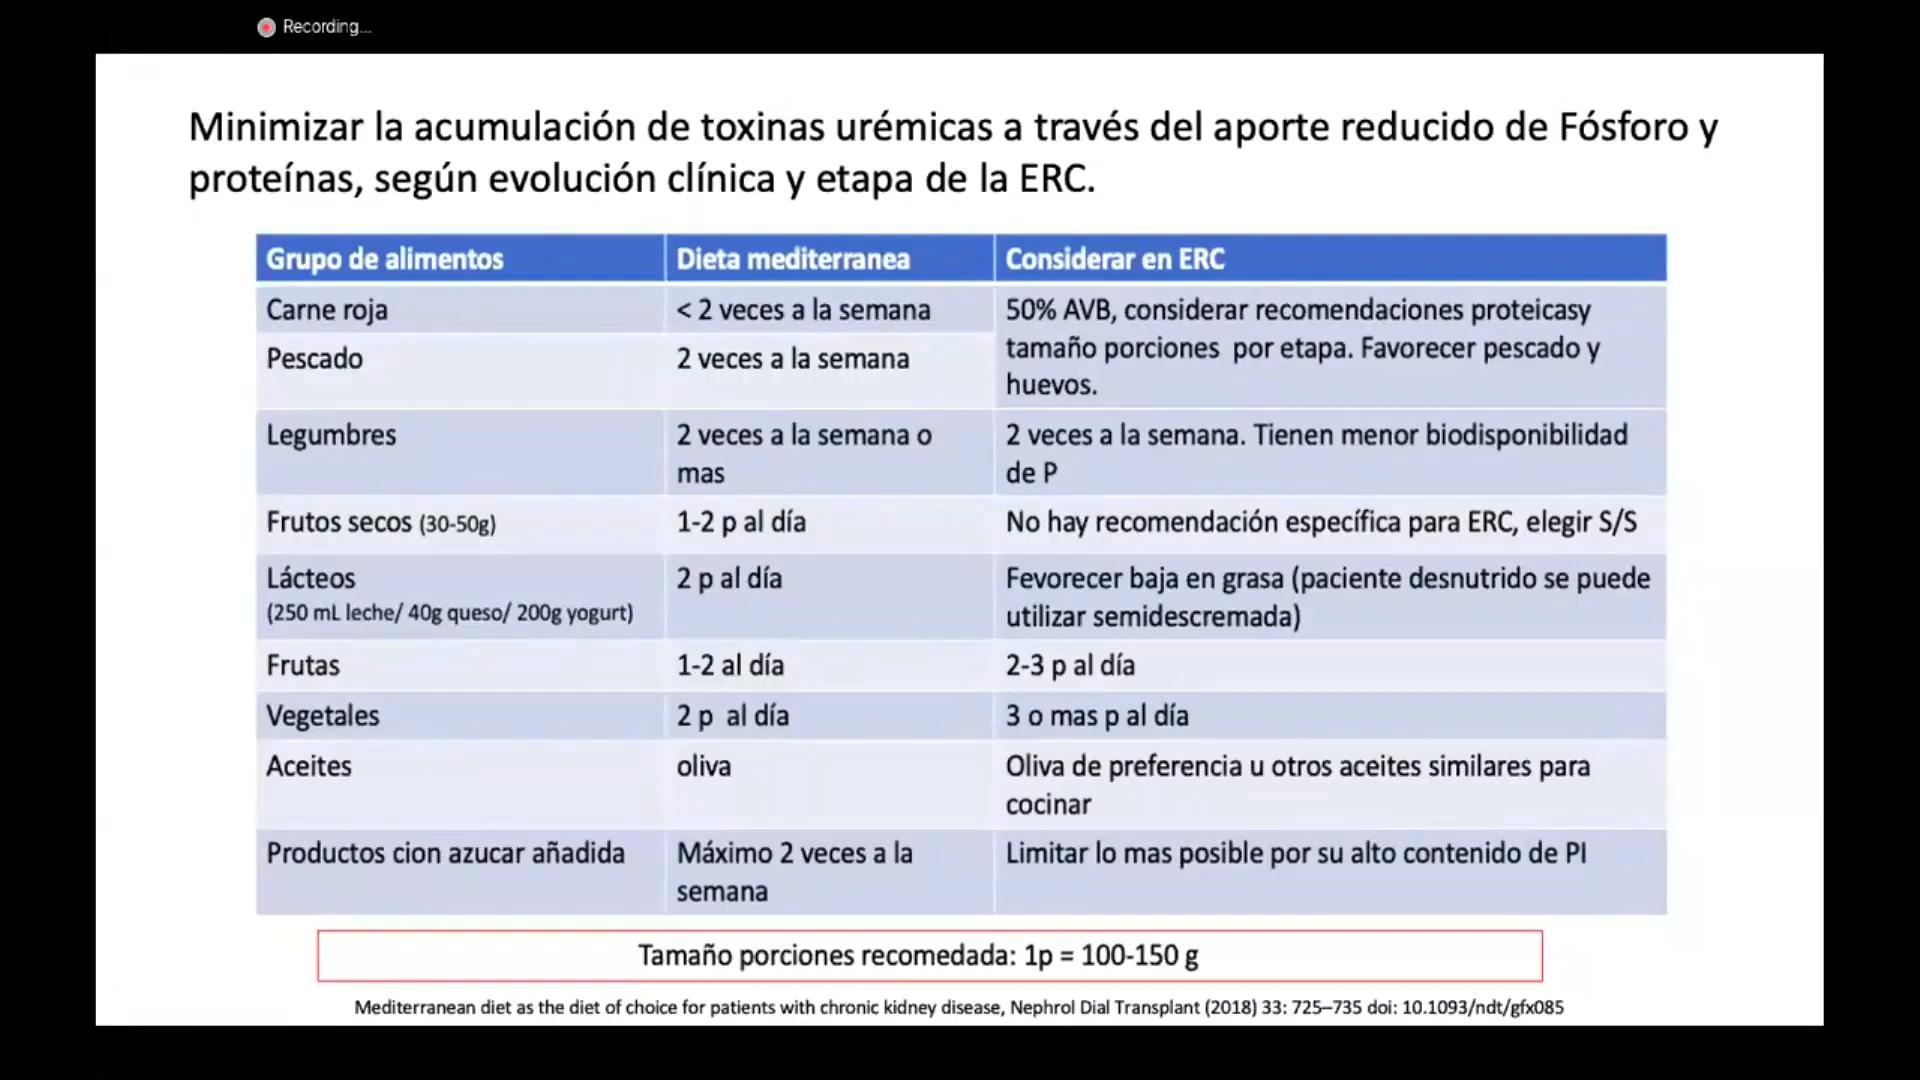 Recording...
Minimizar la acumulación de toxinas urémicas a través del aporte reducido de Fósforo y
proteínas, según evolución clínica y etapa de la ERC.
Grupo de alimentos
Dieta mediterranea
Considerar en ERC
Carne roja
< 2 veces a la semana
50% AVB, considerar recomendaciones proteicasy
tamaño porciones  por etapa. Favorecer pescado y
huevos.
Pescado
2 veces a la semana
Legumbres
2 veces a la semana o
mas
2 veces a la semana. Tienen menor biodisponibilidad
de P
Frutos secos (30-50g)
1-2 p al día
No hay recomendación específica para ERC, elegir S/S
Lácteos
(250 mL leche/ 40g queso/ 200g yogurt)
2 p al día
Fevorecer baja en grasa (paciente desnutrido se puede
utilizar semidescremada)
Frutas
1-2 al día
2-3 p al día
Vegetales
2 p  al día
3 o mas p al día
Aceites
oliva
Oliva de preferencia u otros aceites similares para
cocinar
Productos cion azucar añadida
Máximo 2 veces a la
semana
Limitar lo mas posible por su alto contenido de PI
Tamaño porciones recomedada: 1p = 100-150 g
Mediterranean diet as the diet of choice for patients with chronic kidney disease, Nephrol Dial Transplant (2018) 33: 725–735 doi: 10.1093/ndt/gfx085